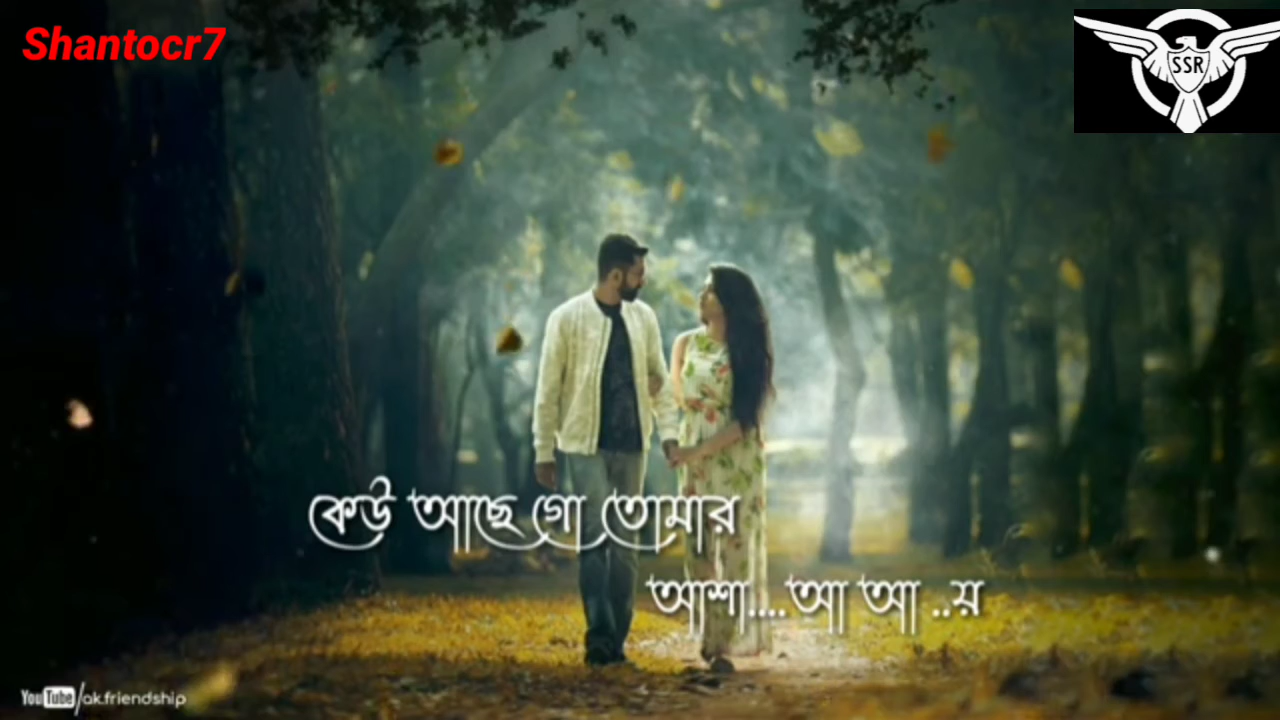 Shantocr7
SSR
কেউ আছে গো তোমার
আশা....আ আ ..য়
YouTube/ak.friendship